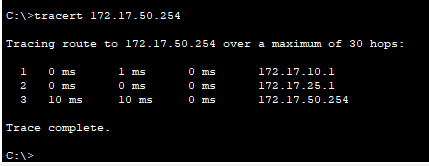 C:\>tracert 172.17.50.254
Tracing route to 172.17.50.254 over a maximum of 30 hops:
1 0 ms 1 ms 0 ms 172.17.10.1
2 0 ms 0 ms 0 ms 172.17.25.1
3 10 ms 10 ms 0 ms 172.17.50.254
Trace complete.
C:\>